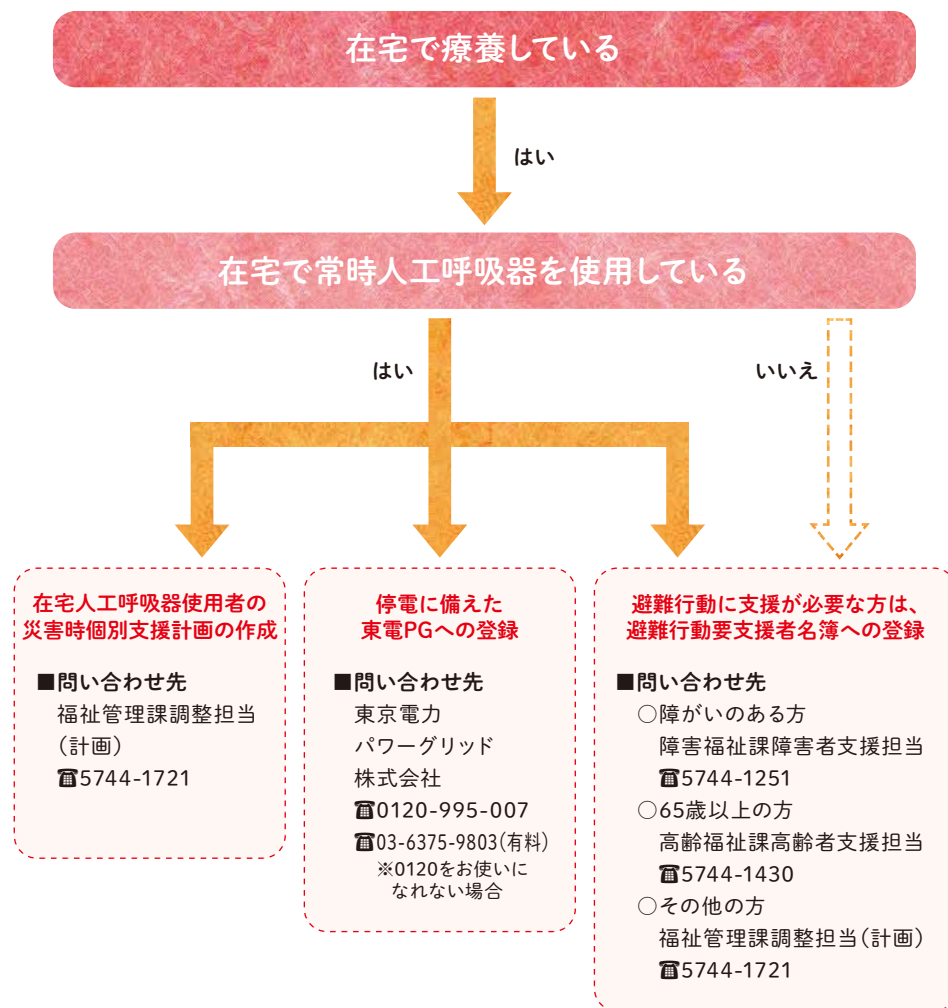 在宅で療養している
はい
在宅で常時人工呼吸器を使用している
はい
いいえ
在宅人工呼吸器使用者の
災害時個別支援計画の作成
■問い合わせ先
福祉管理課調整担当
(計画)
☎5744-1721
停電に備えた
東電PGへの登録
■問い合わせ先
東京電力
パワーグリッド
株式会社
☎0120-995-007
☎03-6375-9803(有料)
※0120をお使いに
なれない場合
避難行動に支援が必要な方は、
避難行動要支援者名簿への登録
■問い合わせ先
○障がいのある方
障害福祉課障害者支援担当
☎5744-1251
○65歳以上の方
高齢福祉課高齢者支援担当
☎5744-1430
○その他の方
福祉管理課調整担当(計画)
☎5744-1721